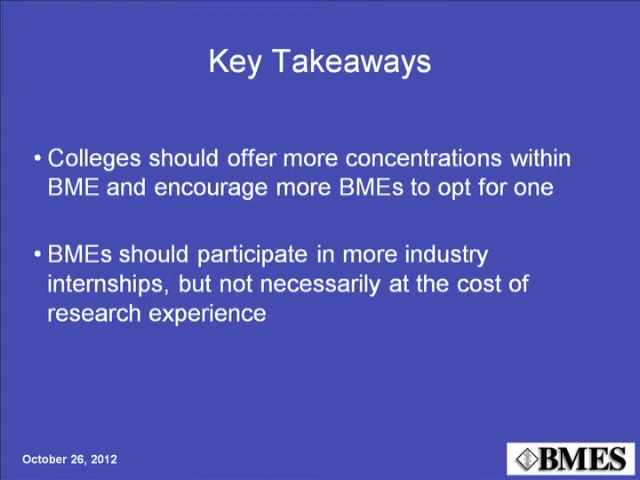 Key Takeaways
• Colleges should offer more concentrations within
BME and encourage more BMEs to opt for one
• BMEs should participate in more industry
internships, but not necessarily at the cost of
research experience
October 26, 2012
BMES